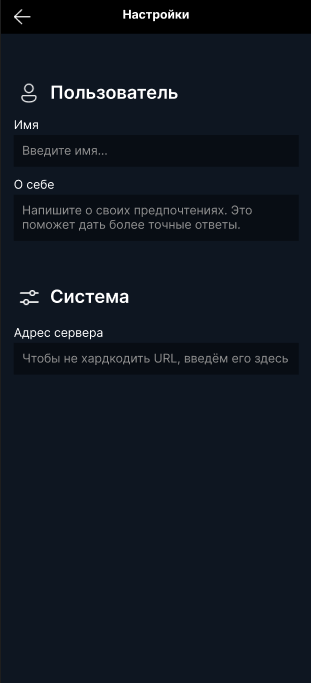 Настройки
Пользователь
Имя
Введите имя...
О себе
Напишите о своих предпочтениях. Это
поможет дать более точные ответы.
Система
Адрес сервера
Чтобы не хардкодить URL, введём его здесь